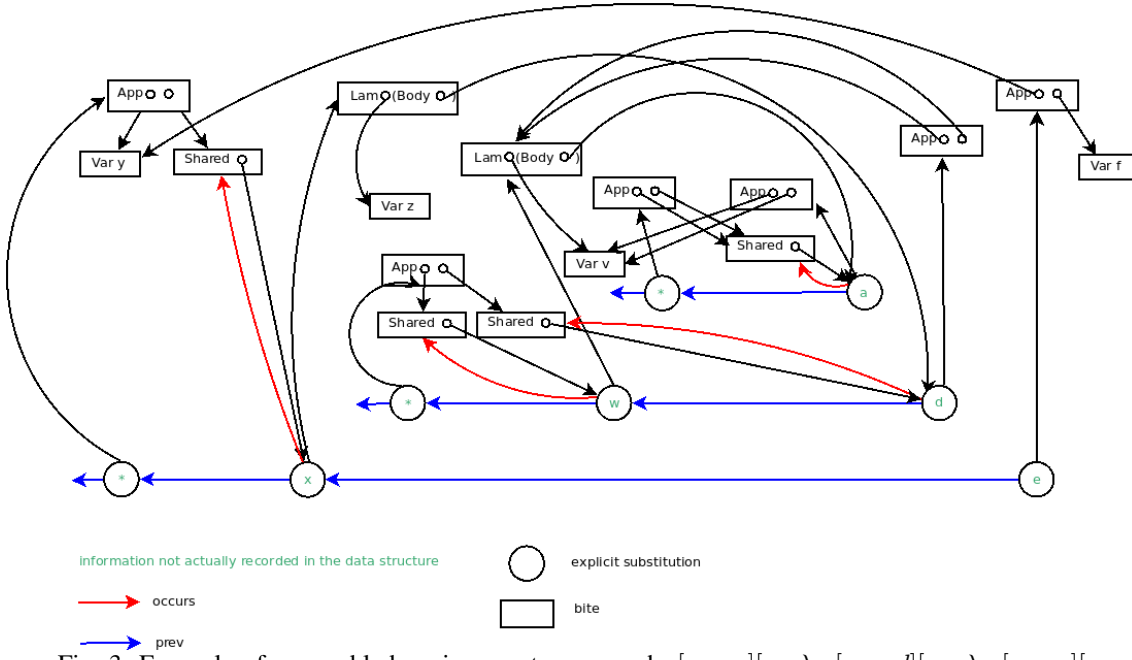 App
App
Lam (Body )
App
Var y
Shared
Lam (Body )
Var f
Var z
App
App
Shared
Var v
App
*
a
Shared
Shared
*
w
d
*
x
e
information not actually recorded in the data structure
explicit substitution
occurs
bite
prev